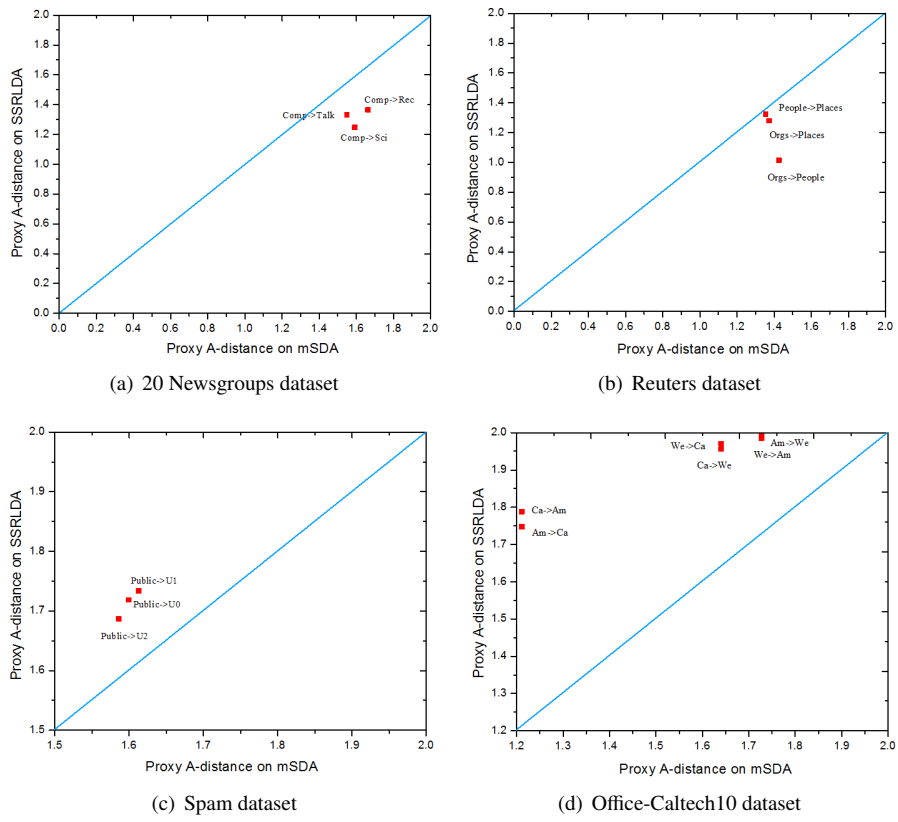 2.0
1.8
1.6
1.4
1.2
1.0
0.8
0.6
0.4
0.2
0.0
Proxy A-distance on SSRLDA
Comp->Rec
Comp->Talk
Comp->Sci
0.0 0.2 0.4 0.6 0.8 1.0 1.2 1.4 1.6 1.8 2.0
Proxy A-distance on mSDA
(a) 20 Newsgroups dataset
2.0
1.8
1.6
1.4
1.2
1.0
0.8
0.6
0.4
0.2
0.0
Proxy A-distance on SSRLDA
People->Places
Orgs->Places
Orgs->People
0.0 0.2 0.4 0.6 0.8 1.0 1.2 1.4 1.6 1.8 2.0
Proxy A-distance on mSDA
(b) Reuters dataset
2.0
1.9
1.8
1.7
1.6
1.5
Proxy A-distance on SSRLDA
Public->U1
Public->U0
Public->U2
1.5 1.6 1.7 1.8 1.9 2.0
Proxy A-distance on mSDA
(c) Spam dataset
2.0
1.9
1.8
1.7
1.6
1.5
1.4
1.3
1.2
Proxy A-distance on SSRLDA
We->Ca
Am->We
We->Am
Ca->We
Ca->Am
Am->Ca
1.2 1.3 1.4 1.5 1.6 1.7 1.8 1.9 2.0
Proxy A-distance on mSDA
(d) Office-Caltech10 dataset